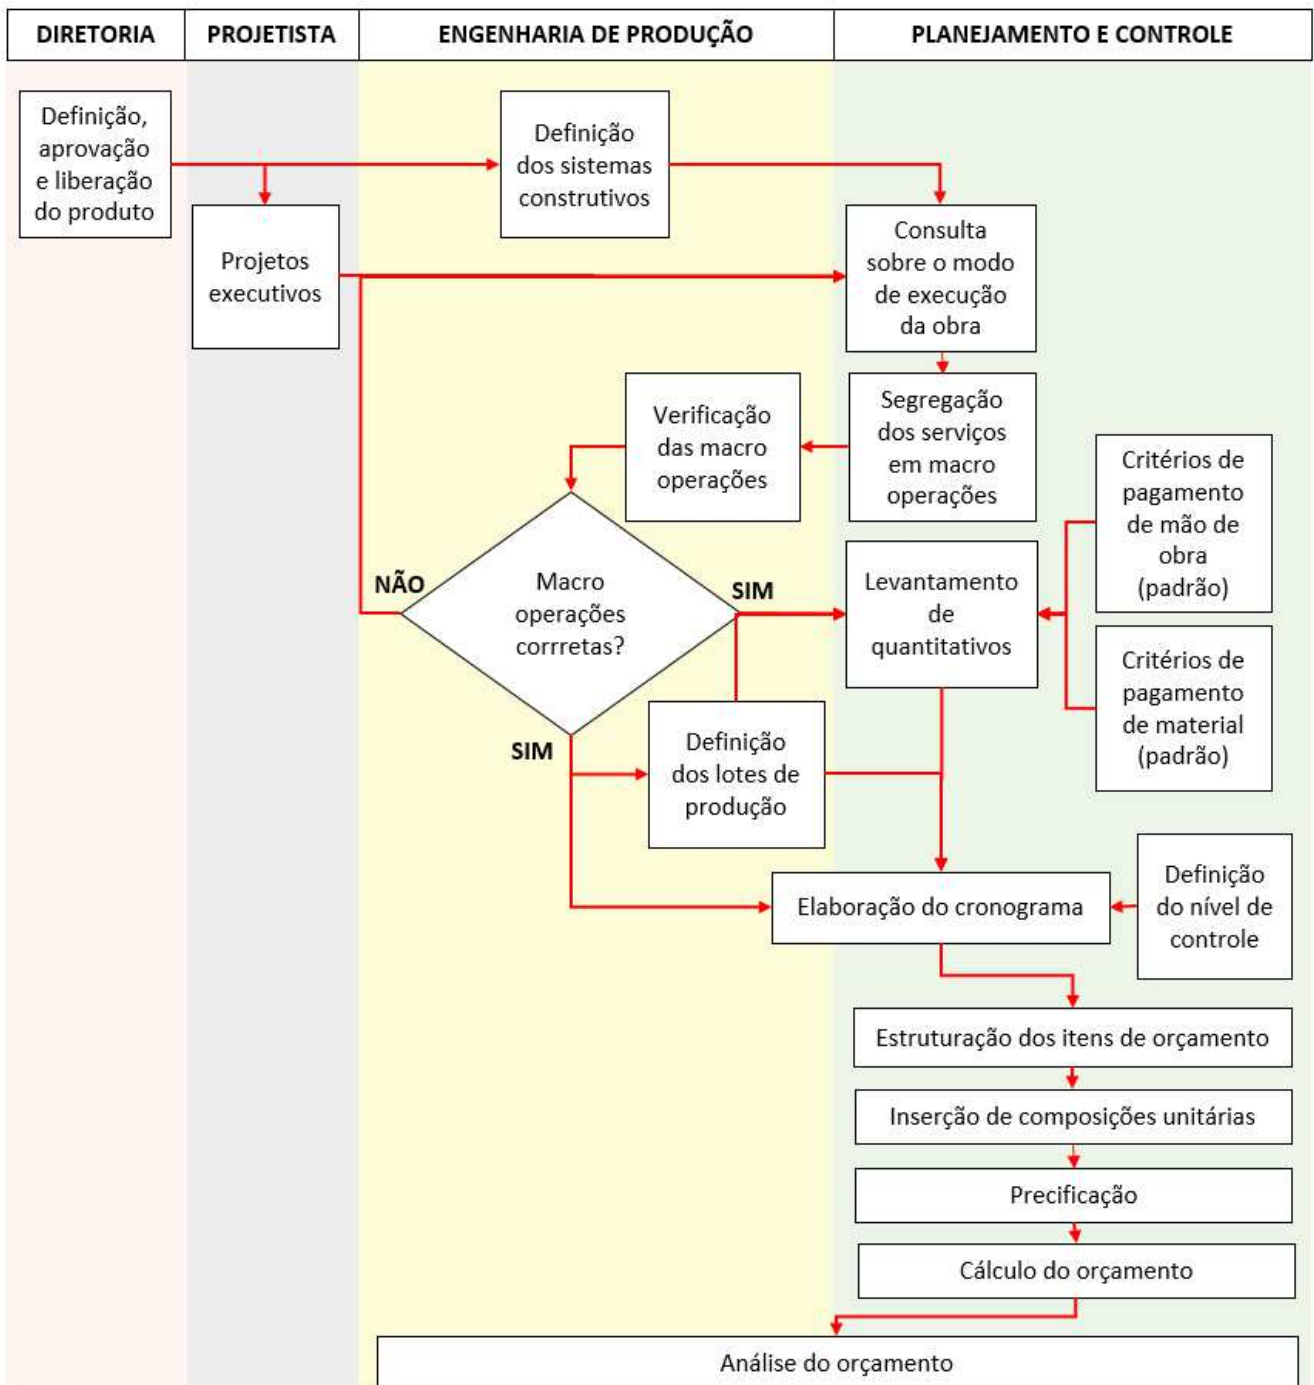 DIRETORIA
PROJETISTA
ENGENHARIA DE PRODUÇÃO
PLANEJAMENTO E CONTROLE
Definição,
aprovação
e liberação
do produto
Definição
dos sistemas
construtivos
Projetos
executivos
Consulta
sobre o modo
de execução
da obra
Verificação
das macro
operações
Segregação
dos serviços
em macro
operações
Critérios de
pagamento
de mão de
obra
(padrão)
NÃO
Macro
operações
corrretas?
SIM
Levantamento
de
quantitativos
Critérios de
pagamento
de material
(padrão)
SIM
Definição
dos lotes de
produção
Elaboração do cronograma
Definição
do nível de
controle
Estruturação dos itens de orçamento
Inserção de composições unitárias
Precificação
Cálculo do orçamento
Análise do orçamento